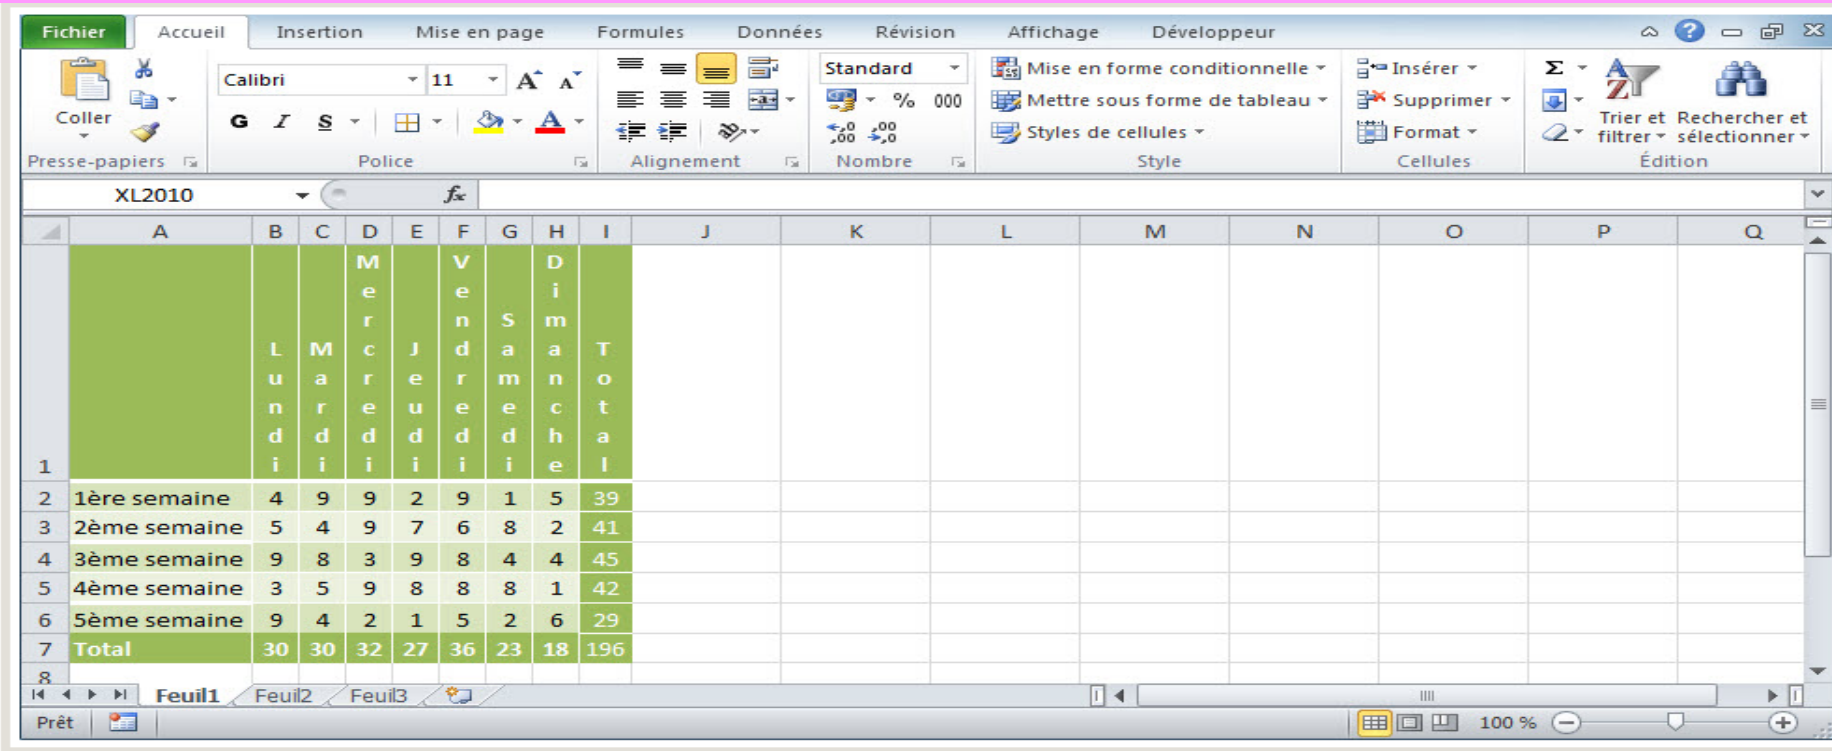 Fichier Accueil Insertion Mise en page Formules Données Révision Affichage Développeur
Calibri 11 Standard Mise en forme conditionnelle Insérer Σ
Coller % 000 Mettre sous forme de tableau Supprimer Trier et filtrer Rechercher et sélectionner
G I S A Styles de cellules Format
Presse-papiers Police Alignement Nombre Style Cellules Édition
XL2010 fx
A B C D E F G H I J K L M N O P Q
1 Lundi Mardi Mercredi Jeudi Vendredi Samedi Dimanche Total
2 1ère semaine 4 9 9 2 9 1 5 39
3 2ème semaine 5 4 9 7 6 8 2 41
4 3ème semaine 9 8 3 9 8 4 4 45
5 4ème semaine 3 5 9 8 8 8 1 42
6 5ème semaine 9 4 2 1 5 2 6 29
7 Total 30 30 32 27 36 23 18 196
8
Feuil1 Feuil2 Feuil3
Prêt 100 %